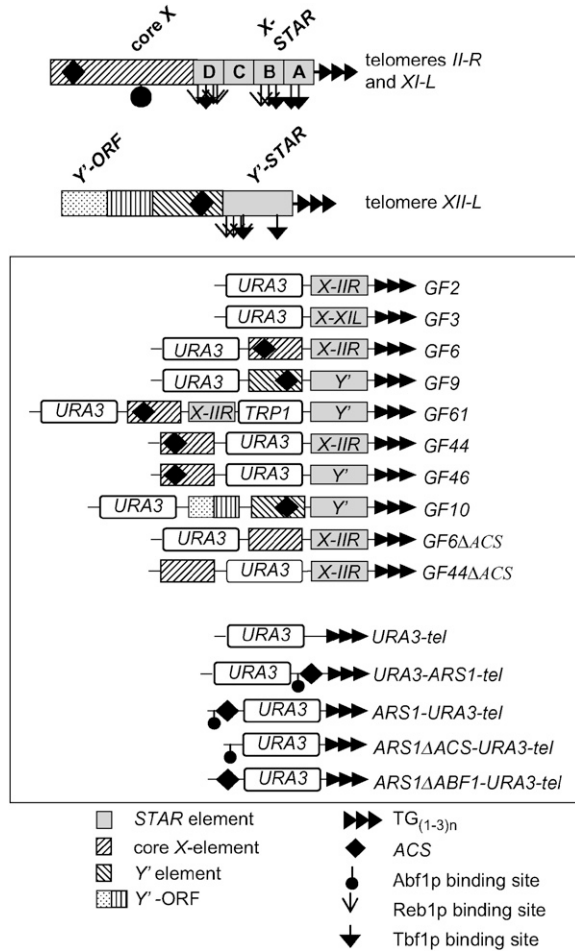 core X
X-
STAR
D C B A
telomeres II-R
and XI-L
Y'-ORF
Y'-STAR
telomere XII-L
URA3 X-IIR GF2
URA3 X-XIL GF3
URA3 X-IIR GF6
URA3 Y' GF9
URA3 X-IIR TRP1 Y' GF61
URA3 X-IIR GF44
URA3 Y' GF46
URA3 Y' GF10
URA3 X-IIR GF6ΔACS
URA3 X-IIR GF44ΔACS
URA3 URA3-tel
URA3 URA3-ARS1-tel
URA3 ARS1-URA3-tel
URA3 ARS1ΔACS-URA3-tel
URA3 ARS1ΔABF1-URA3-tel
STAR element
core X-element
Y' element
Y'-ORF
TG(1-3)n
ACS
Abf1p binding site
Reb1p binding site
Tbf1p binding site